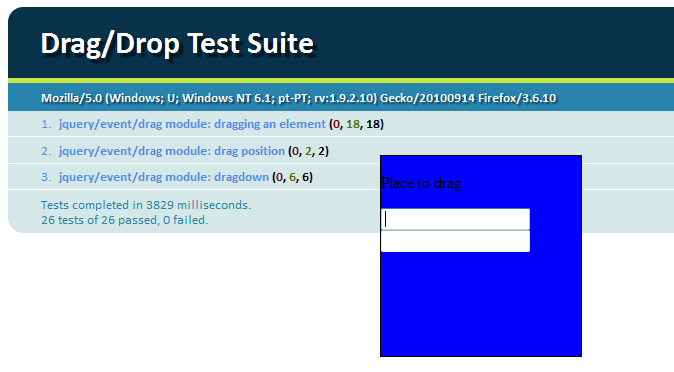 Drag/Drop Test Suite
Mozilla/5.0 (Windows; U; Windows NT 6.1; pt-PT; rv:1.9.2.10) Gecko/20100914 Firefox/3.6.10
1. jquery/event/drag module: dragging an element (0, 18, 18)
2. jquery/event/drag module: drag position (0, 2, 2)
3. jquery/event/drag module: dragdown (0, 6, 6)
Place to drag
Tests completed in 3829 milliseconds.
26 tests of 26 passed, 0 failed.